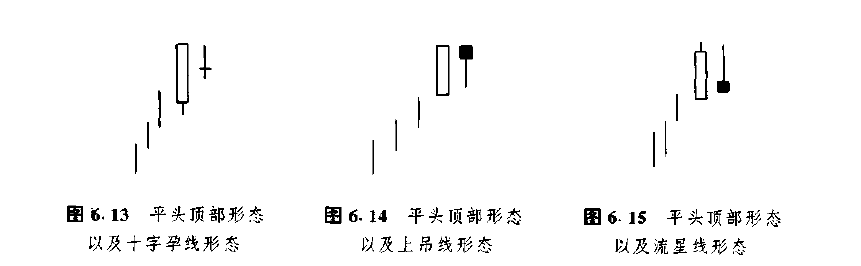 图 6.13 平头顶部形态
以及十字孕线形态
图 6.14 平头顶部形态
以及上吊线形态
图 6.15 平头顶部形态
以及流星线形态